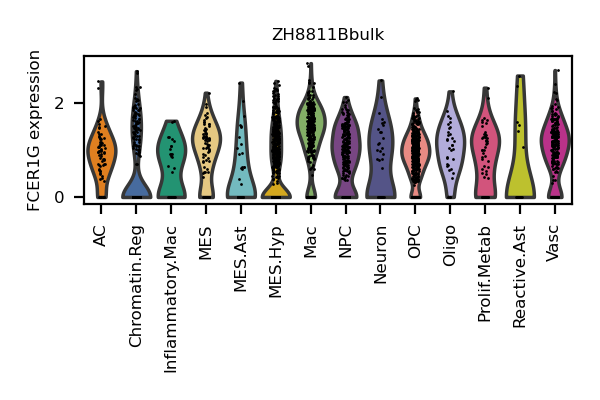 ZH8811Bbulk
FCER1G expression
2
0
AC
Chromatin.Reg
Inflammatory.Mac
MES
MES.Ast
MES.Hyp
Mac
NPC
Neuron
OPC
Oligo
Prolif.Metab
Reactive.Ast
Vasc